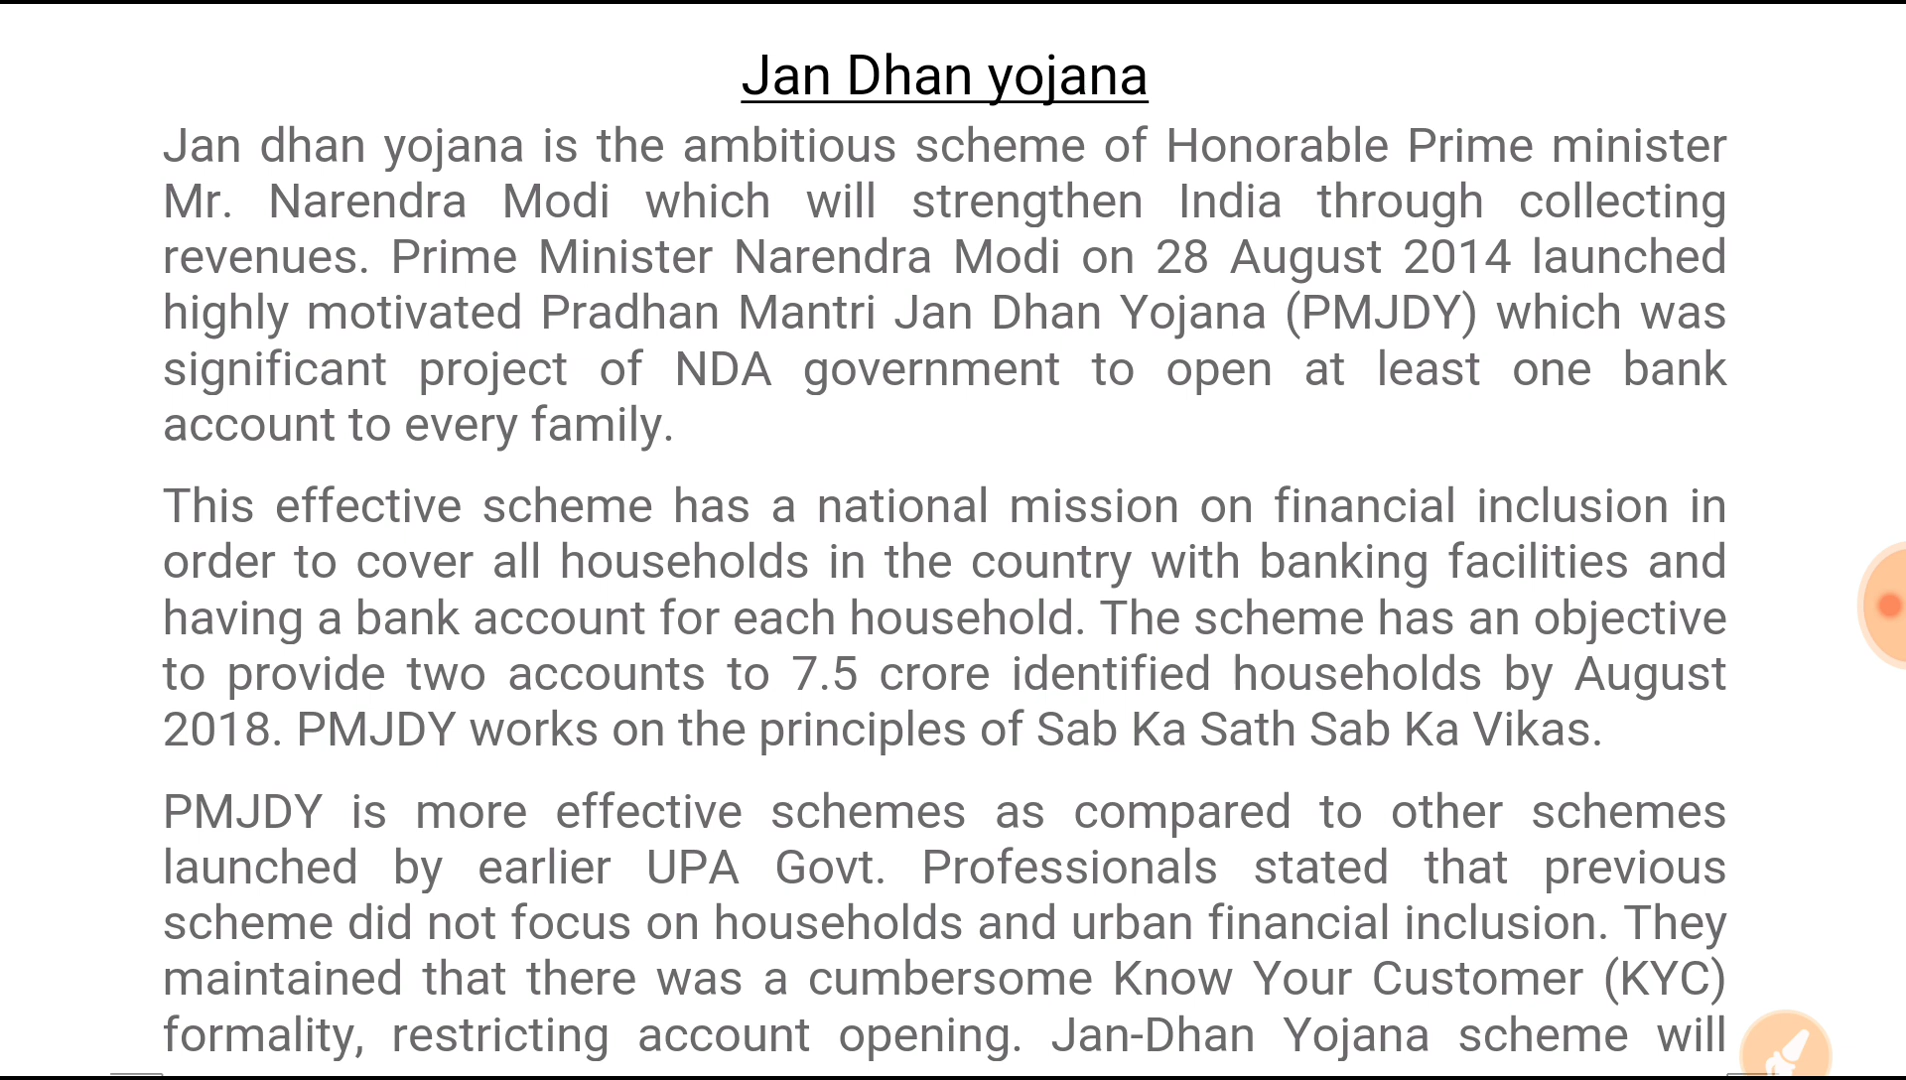 Jan Dhan yojana
Jan dhan yojana is the ambitious scheme of Honorable Prime minister
Mr. Narendra Modi which will strengthen India through collecting
revenues. Prime Minister Narendra Modi on 28 August 2014 launched
highly motivated Pradhan Mantri Jan Dhan Yojana (PMJDY) which was
significant project of NDA government to open at least one bank
account to every family.
This effective scheme has a national mission on financial inclusion in
order to cover all households in the country with banking facilities and
having a bank account for each household. The scheme has an objective
to provide two accounts to 7.5 crore identified households by August
2018. PMJDY works on the principles of Sab Ka Sath Sab Ka Vikas.
PMJDY is more effective schemes as compared to other schemes
launched by earlier UPA Govt. Professionals stated that previous
scheme did not focus on households and urban financial inclusion. They
maintained that there was a cumbersome Know Your Customer (KYC)
formality, restricting account opening. Jan-Dhan Yojana scheme will